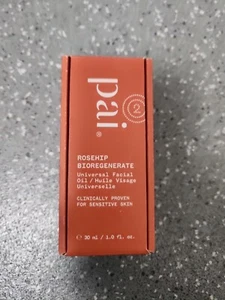 pai.
2
ROSEHIP
BIOREGENERATE
Universal Facial
Oil / Huile Visage
Universelle
CLINICALLY PROVEN
FOR SENSITIVE SKIN
℮ 30 ml / 1.0 fl. oz.